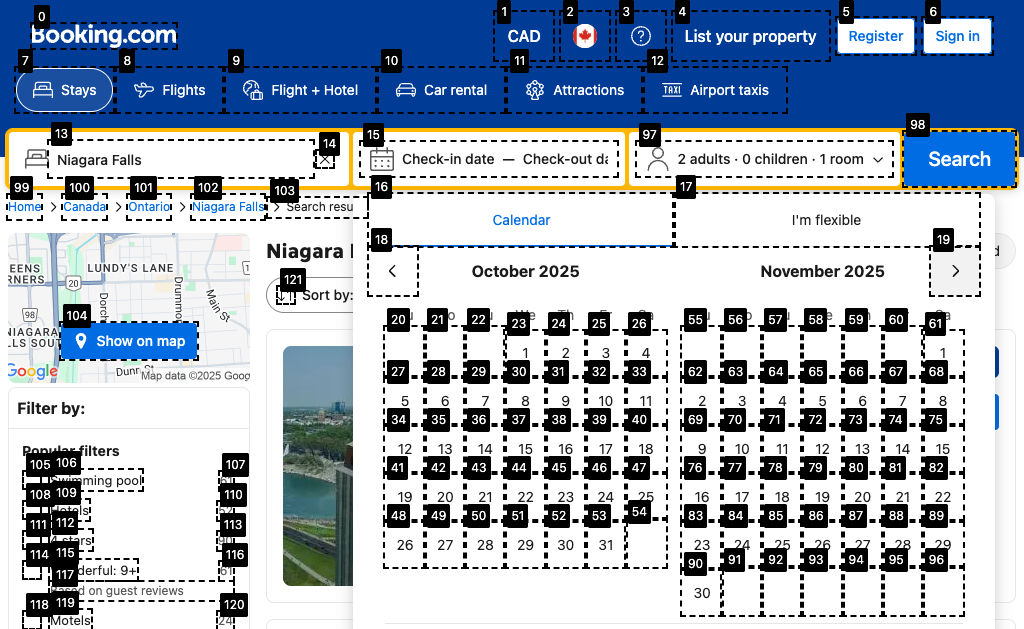 Booking.com
CAD
List your property
Register
Sign in
Stays
Flights
Flight + Hotel
Car rental
Attractions
Airport taxis
Niagara Falls
Check-in date — Check-out da
2 adults · 0 children · 1 room
Search
Home > Canada > Ontario > Niagara Falls > Search resu
Calendar
I'm flexible
Niagara
Sort by:
October 2025
November 2025
1 2 3 4
5 6 7 8 9 10 11
12 13 14 15 16 17 18
19 20 21 22 23 24 25
26 27 28 29 30 31
1
2 3 4 5 6 7 8
9 10 11 12 13 14 15
16 17 18 19 20 21 22
23 24 25 26 27 28 29
30
LUNDY'S LANE
20
98
Drummo
Main St
Dorch
NIAGARA
LLS SOUT
Show on map
Google
Dunn St
Map data ©2025 Goog
Filter by:
Popular filters
Swimming pool
Hotels
4 stars
derful: 9+
Based on guest reviews
Motels
24
0
1
2
3
4
5
6
7
8
9
10
11
12
13
14
15
16
17
18
19
20
21
22
23
24
25
26
27
28
29
30
31
32
33
34
35
36
37
38
39
40
41
42
43
44
45
46
47
48
49
50
51
52
53
54
55
56
57
58
59
60
61
62
63
64
65
66
67
68
69
70
71
72
73
74
75
76
77
78
79
80
81
82
83
84
85
86
87
88
89
90
91
92
93
94
95
96
97
98
99
100
101
102
103
104
105
106
107
108
109
110
111
112
113
114
115
116
117
118
119
120
121